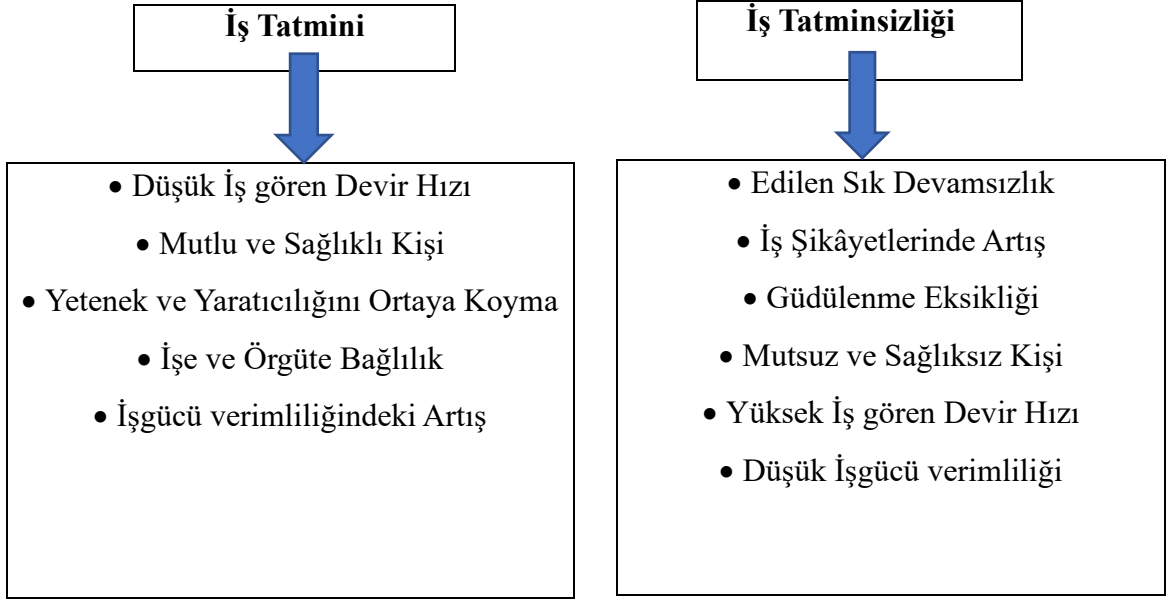 İş Tatmini
• Düşük İş gören Devir Hızı
• Mutlu ve Sağlıklı Kişi
• Yetenek ve Yaratıcılığını Ortaya Koyma
• İşe ve Örgüte Bağlılık
• İşgücü verimliliğindeki Artış
İş Tatminsizliği
• Edilen Sık Devamsızlık
• İş Şikâyetlerinde Artış
• Güdülenme Eksikliği
• Mutsuz ve Sağlıksız Kişi
• Yüksek İş gören Devir Hızı
• Düşük İşgücü verimliliği